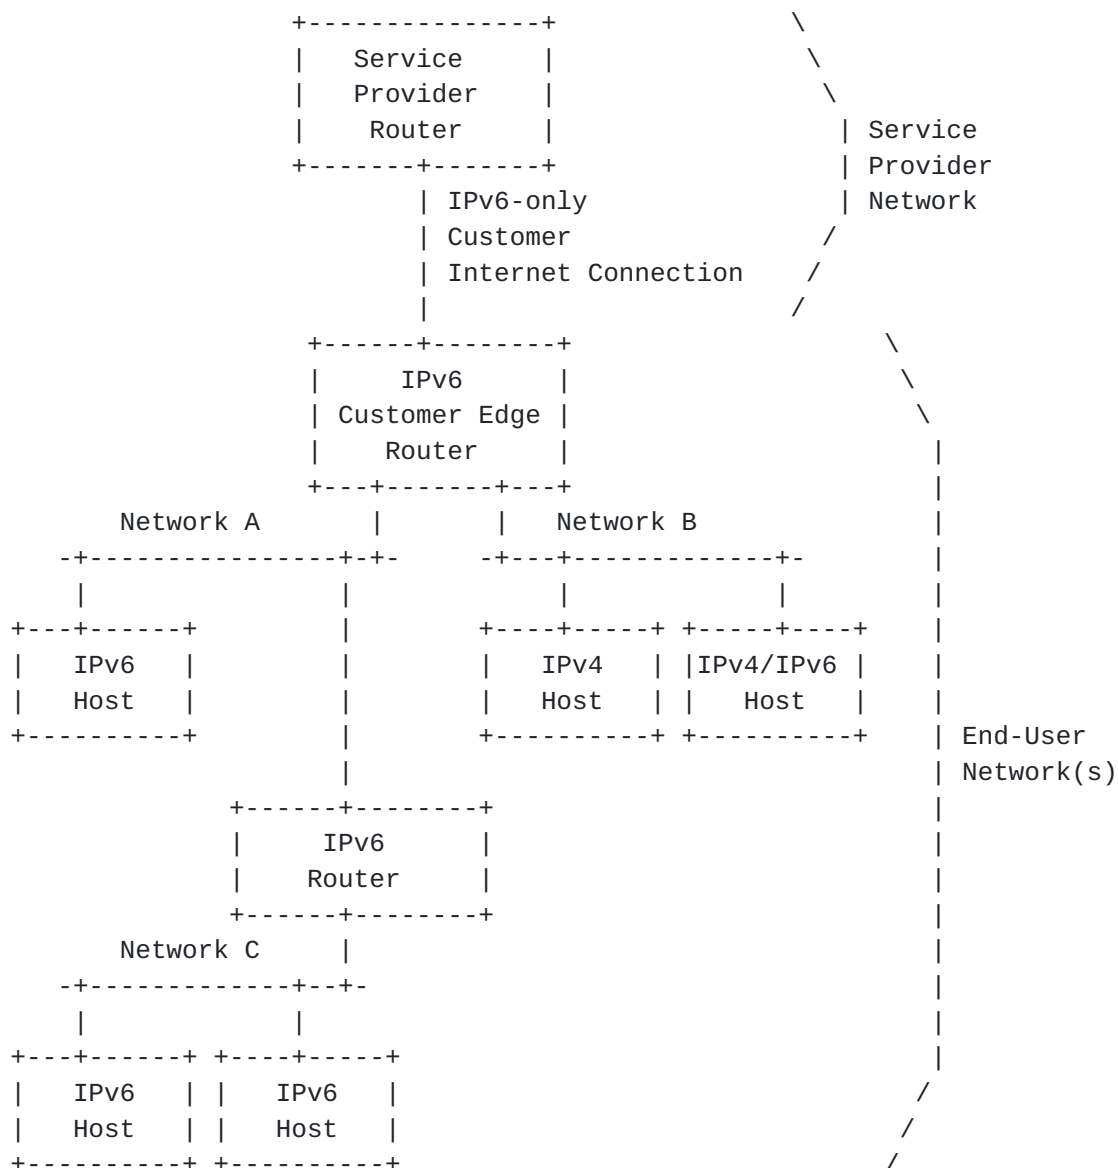 Service
Provider
Router | Service
Provider
IPv6-only | Network
Customer
Internet Connection
IPv6
Customer Edge
Router
Network A Network B
IPv6 IPv4 IPv4/IPv6
Host Host Host
End-User
Network(s)
IPv6
Router
Network C
IPv6 IPv6
Host Host